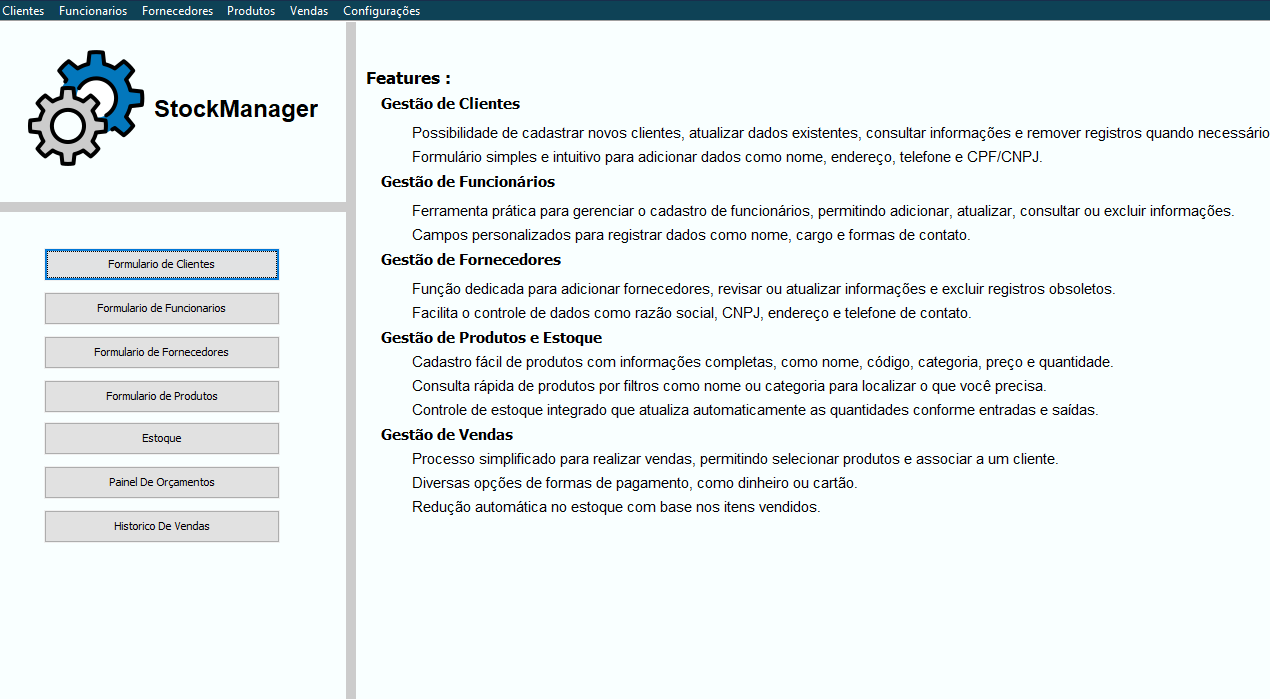 Clientes Funcionarios Fornecedores Produtos Vendas Configurações
StockManager
Formulario de Clientes
Formulario de Funcionarios
Formulario de Fornecedores
Formulario de Produtos
Estoque
Painel De Orçamentos
Historico De Vendas
Features :
Gestão de Clientes
Possibilidade de cadastrar novos clientes, atualizar dados existentes, consultar informações e remover registros quando necessário
Formulário simples e intuitivo para adicionar dados como nome, endereço, telefone e CPF/CNPJ.
Gestão de Funcionários
Ferramenta prática para gerenciar o cadastro de funcionários, permitindo adicionar, atualizar, consultar ou excluir informações.
Campos personalizados para registrar dados como nome, cargo e formas de contato.
Gestão de Fornecedores
Função dedicada para adicionar fornecedores, revisar ou atualizar informações e excluir registros obsoletos.
Facilita o controle de dados como razão social, CNPJ, endereço e telefone de contato.
Gestão de Produtos e Estoque
Cadastro fácil de produtos com informações completas, como nome, código, categoria, preço e quantidade.
Consulta rápida de produtos por filtros como nome ou categoria para localizar o que você precisa.
Controle de estoque integrado que atualiza automaticamente as quantidades conforme entradas e saídas.
Gestão de Vendas
Processo simplificado para realizar vendas, permitindo selecionar produtos e associar a um cliente.
Diversas opções de formas de pagamento, como dinheiro ou cartão.
Redução automática no estoque com base nos itens vendidos.